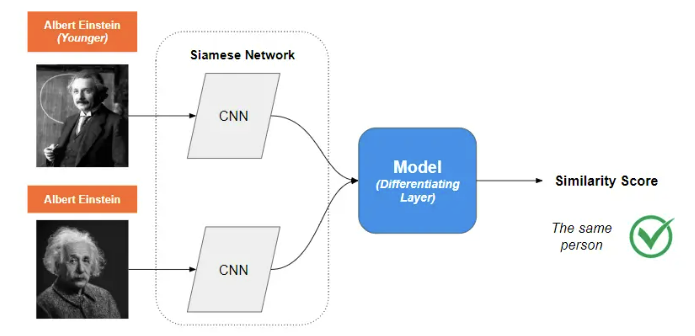 Albert Einstein
(Younger)
Siamese Network
CNN
Model
(Differentiating
Layer)
Similarity Score
The same
person
Albert Einstein
CNN